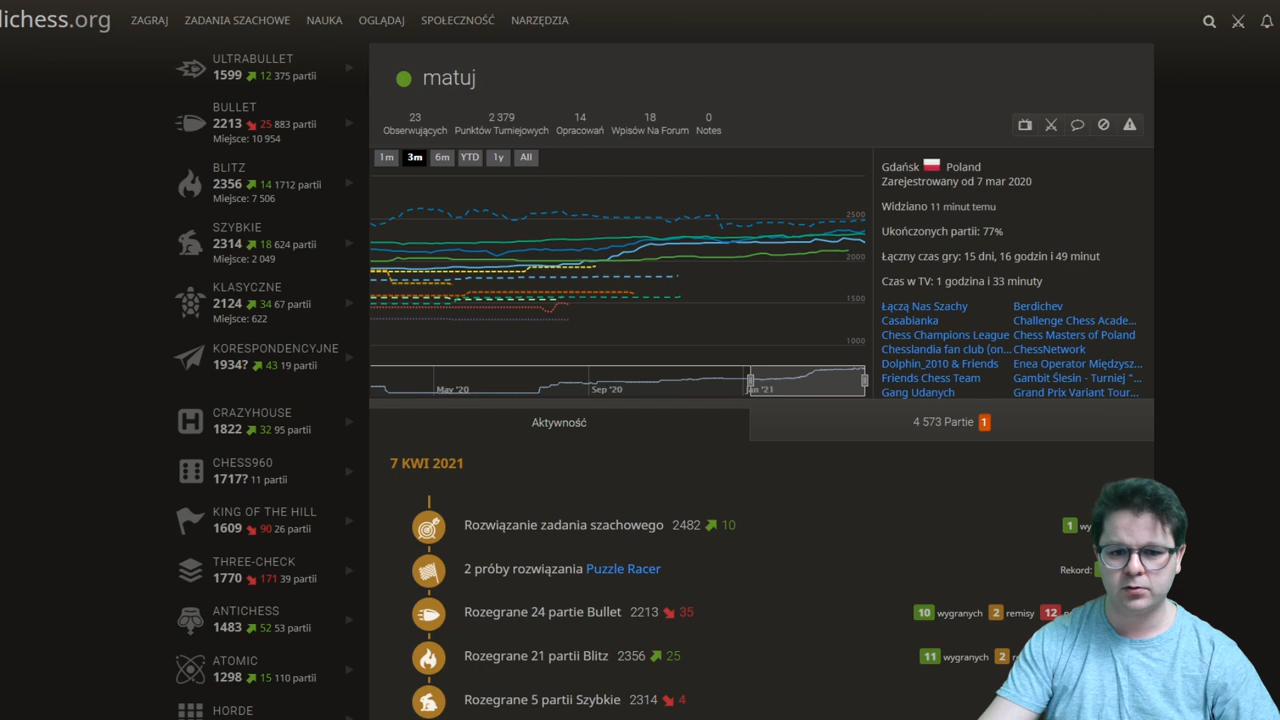 lichess.org
ZAGRAJ ZADANIA SZACHOWE NAUKA OGLĄDAJ SPOŁECZNOŚĆ NARZĘDZIA
ULTRABULLET
1599 12 375 partii
BULLET
2213 25 883 partii
Miejsce: 10 954
BLITZ
2356 14 1712 partii
Miejsce: 7 506
SZYBKIE
2314 18 624 partii
Miejsce: 2 049
KLASYCZNE
2124 34 67 partii
Miejsce: 622
KORESPONDENCYJNE
1934? 43 19 partii
CRAZYHOUSE
1822 32 95 partii
CHESS960
1717? 11 partii
KING OF THE HILL
1609 90 26 partii
THREE-CHECK
1770 171 39 partii
ANTICHESS
1483 52 53 partii
ATOMIC
1298 15 110 partii
HORDE
matuj
23 2 379 14 18 0
Obserwujących Punktów Turniejowych Opracowań Wpisów Na Forum Notes
1m 3m 6m YTD 1y All
2500
2000
1500
1000
May '20 Sep '20 Jan '21
Gdańsk Poland
Zarejestrowany od 7 mar 2020
Widziano 11 minut temu
Ukończonych partii: 77%
Łączny czas gry: 15 dni, 16 godzin i 49 minut
Czas w TV: 1 godzina i 33 minuty
Łączą Nas Szachy Berdichev
Casabianka Challenge Chess Acade...
Chess Champions League Chess Masters of Poland
Chesslandia fan club (on... ChessNetwork
Dolphin_2010 & Friends Enea Operator Międzysz...
Friends Chess Team Gambit Ślesin - Turniej "...
Gang Udanych Grand Prix Variant Tour...
Aktywność 4 573 Partie 1
7 KWI 2021
Rozwiązanie zadania szachowego 2482 10 1 wy
2 próby rozwiązania Puzzle Racer Rekord:
Rozegrane 24 partie Bullet 2213 35 10 wygranych 2 remisy 12
Rozegrane 21 partii Blitz 2356 25 11 wygranych 2
Rozegrane 5 partii Szybkie 2314 4